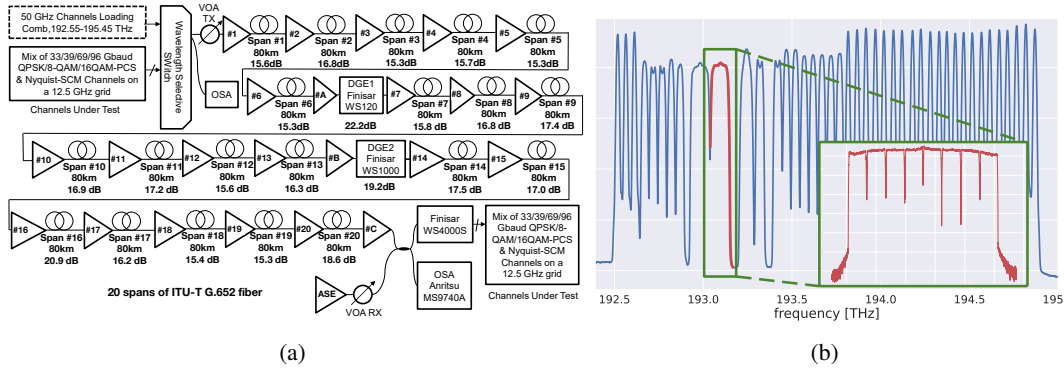 50 GHz Channels Loading
Comb,192.55-195.45 THz
Mix of 33/39/69/96 Gbaud
QPSK/8-QAM/16QAM-PCS
& Nyquist-SCM Channels on
a 12.5 GHz grid
Channels Under Test
Wavelength Selective
SWitch
VOA
TX
OSA
#1
Span #1
80km
15.6dB
#2
Span #2
80km
16.8dB
#3
Span #3
80km
15.3dB
#4
Span #4
80km
15.7dB
#5
Span #5
80km
15.3dB
#6
Span #6
80km
15.3dB
#A
DGE1
Finisar
WS120
22.2dB
#7
Span #7
80km
15.8 dB
#8
Span #8
80km
16.8 dB
#9
Span #9
80km
17.4 dB
#10
Span #10
80km
16.9 dB
#11
Span #11
80km
17.2 dB
#12
Span #12
80km
15.6 dB
#13
Span #13
80km
16.3 dB
#B
DGE2
Finisar
WS1000
19.2dB
#14
Span #14
80km
17.5 dB
#15
Span #15
80km
17.0 dB
#16
Span #16
80km
20.9 dB
#17
Span #17
80km
16.2 dB
#18
Span #18
80km
15.4 dB
#19
Span #19
80km
15.3 dB
#20
Span #20
80km
18.6 dB
#C
Finisar
WS4000S
Mix of 33/39/69/96
Gbaud QPSK/8-
QAM/16QAM-PCS
& Nyquist-SCM
Channels on a
12.5 GHz grid
Channels Under Test
OSA
Anritsu
MS9740A
ASE
VOA RX
20 spans of ITU-T G.652 fiber
(a)
192.5 193.0 193.5 194.0 194.5 195
frequency [THz]
(b)